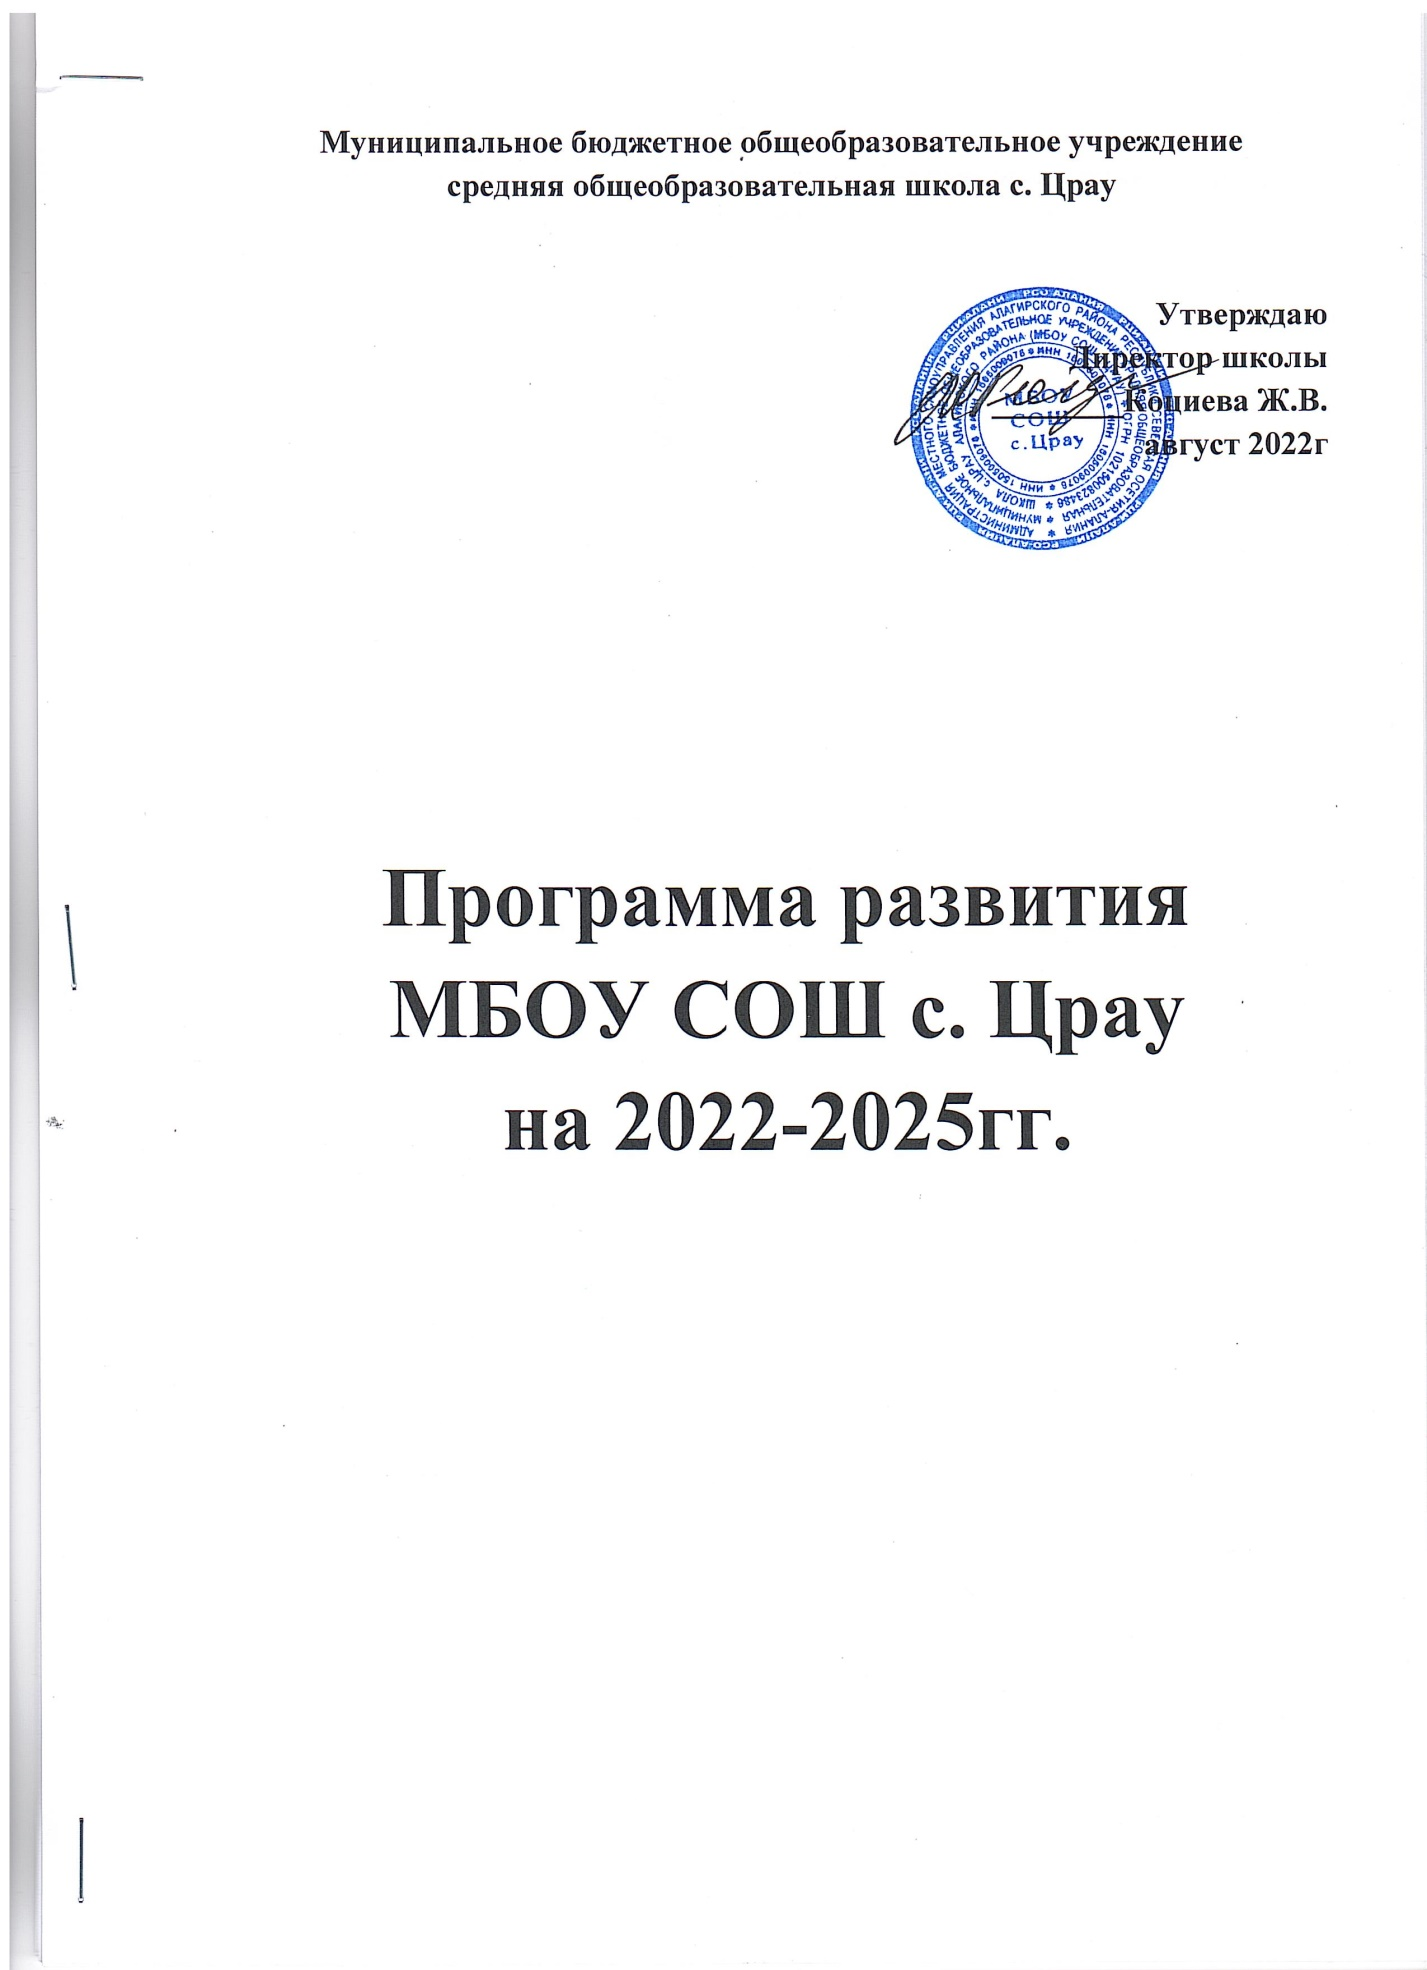 Муниципальное бюджетное общеобразовательное учреждение
средняя общеобразовательная школа с. Црау
Утверждаю
Директор школы
Коциева Ж.В.
август 2022г
МБОУ
СОШ
с.Црау
Программа развития
МБОУ СОШ с. Црау
на 2022-2025гг.